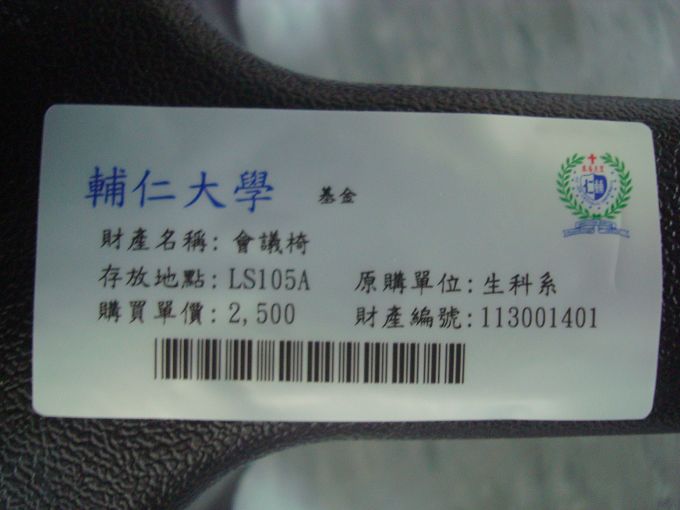 輔仁大學 基金
財產名稱: 會議椅
存放地點: LS105A 原購單位: 生科系
購買單價: 2,500 財產編號: 113001401